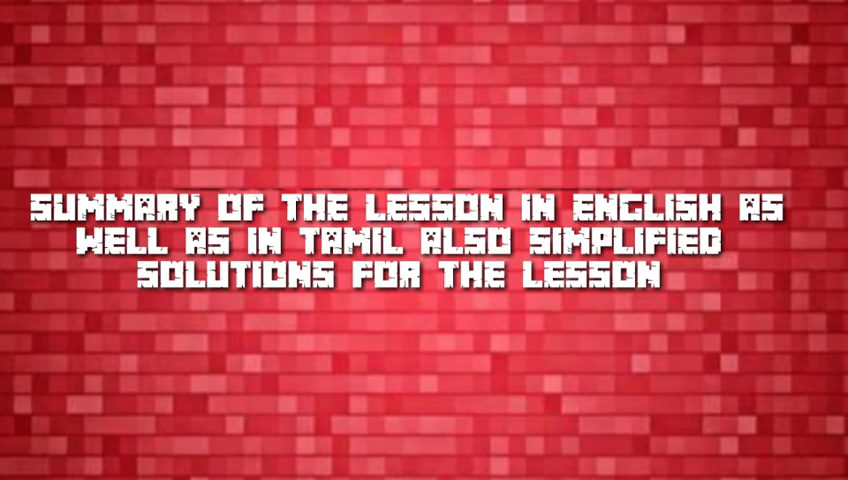 SUMMARY OF THE LESSON IN ENGLISH AS
WELL AS IN TAMIL ALSO SIMPLIFIED
SOLUTIONS FOR THE LESSON